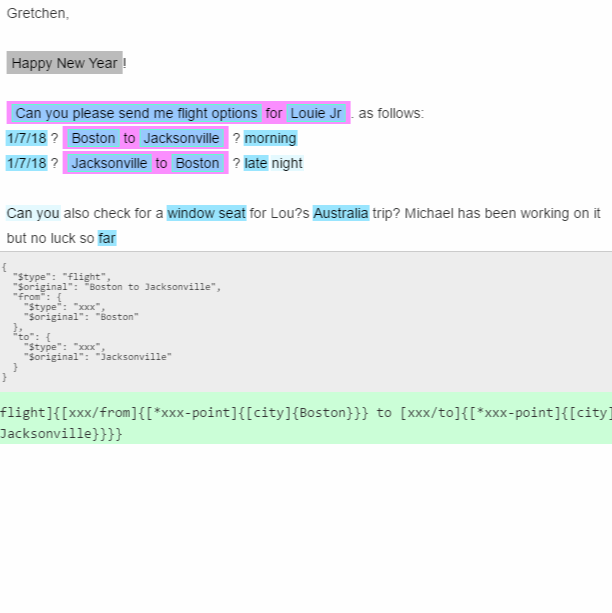 Gretchen,
Happy New Year!
Can you please send me flight options for Louie Jr. as follows:
1/7/18 ? Boston to Jacksonville ? morning
1/7/18 ? Jacksonville to Boston ? late night
Can you also check for a window seat for Lou?s Australia trip? Michael has been working on it
but no luck so far
{
"$type": "flight",
"$original": "Boston to Jacksonville",
"from": {
"$type": "xxx",
"$original": "Boston"
},
"to": {
"$type": "xxx",
"$original": "Jacksonville"
}
}
flight]{[xxx/from]{[*xxx-point]{[city]{Boston}}} to [xxx/to]{[*xxx-point]{[city]
Jacksonville}}}}